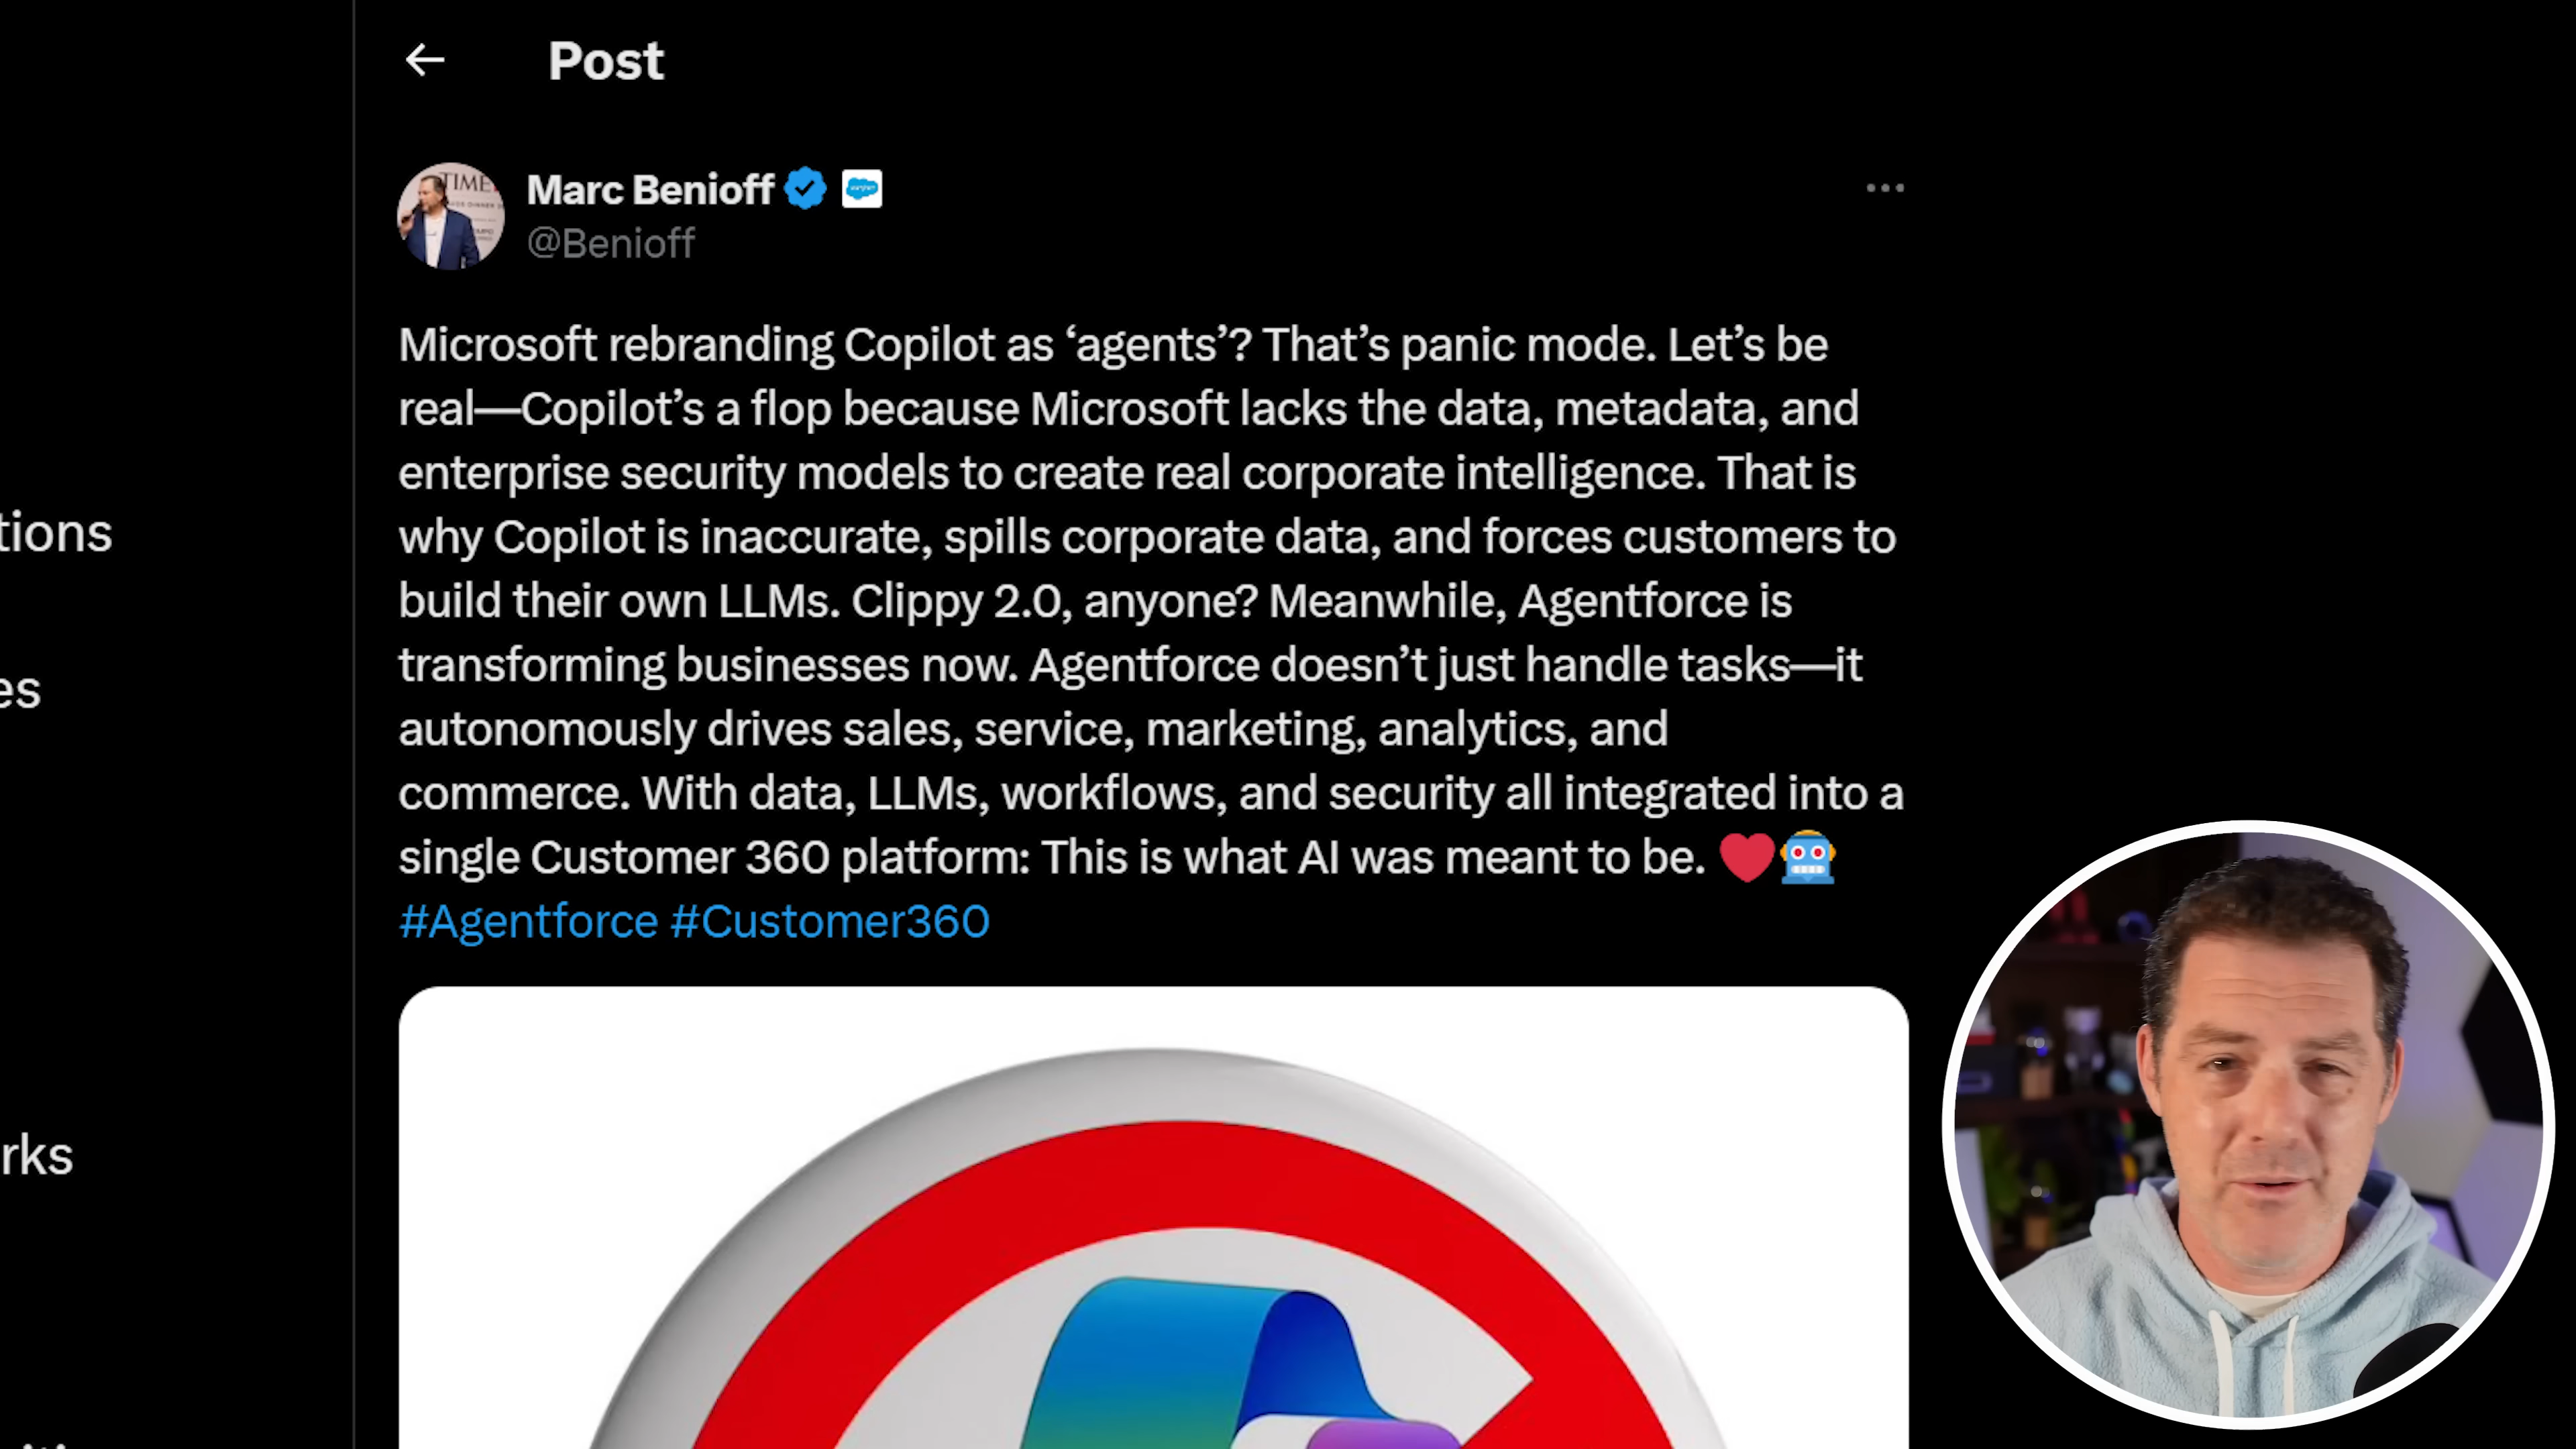 Post
Marc Benioff
@Benioff
Microsoft rebranding Copilot as ‘agents’? That’s panic mode. Let’s be
real—Copilot’s a flop because Microsoft lacks the data, metadata, and
enterprise security models to create real corporate intelligence. That is
why Copilot is inaccurate, spills corporate data, and forces customers to
build their own LLMs. Clippy 2.0, anyone? Meanwhile, Agentforce is
transforming businesses now. Agentforce doesn’t just handle tasks—it
autonomously drives sales, service, marketing, analytics, and
commerce. With data, LLMs, workflows, and security all integrated into a
single Customer 360 platform: This is what AI was meant to be. ❤️🤖
#Agentforce #Customer360
tions
es
rks
TIME